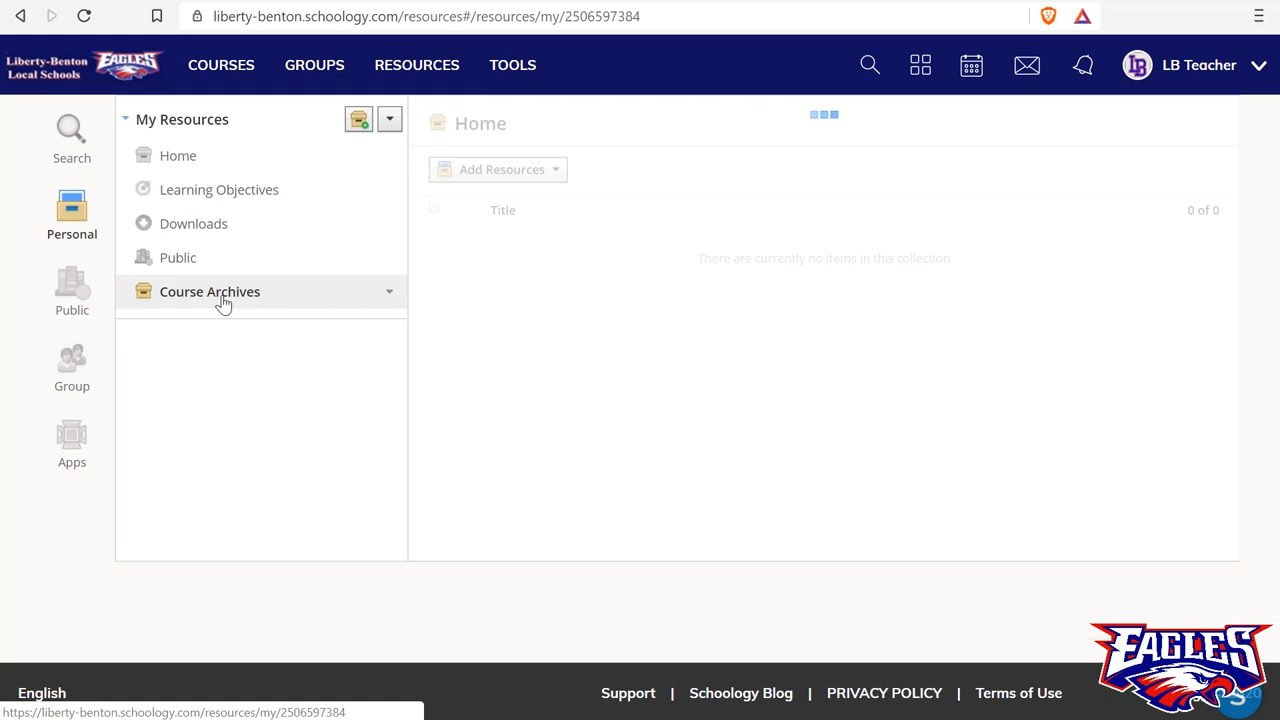 liberty-benton.schoology.com/resources#/resources/my/2506597384
Liberty-Benton
Local Schools
EAGLES
COURSES
GROUPS
RESOURCES
TOOLS
LB
LB Teacher
Search
Personal
Public
Group
Apps
My Resources
Home
Learning Objectives
Downloads
Public
Course Archives
Home
Add Resources
Title
0 of 0
There are currently no items in this collection
English
Support | Schoology Blog | PRIVACY POLICY | Terms of Use
EAGLES
https://liberty-benton.schoology.com/resources/my/2506597384